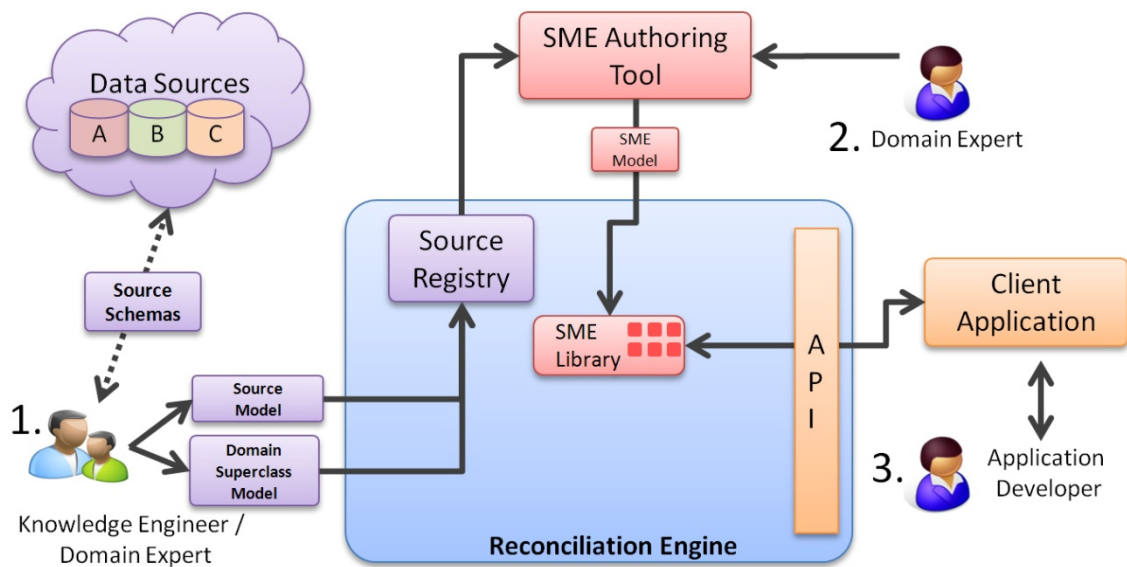 Data Sources
A
B
C
Source
Schemas
1.
Source
Model
Domain
Superclass
Model
Knowledge Engineer /
Domain Expert
SME Authoring
Tool
SME
Model
2.
Domain Expert
Source
Registry
SME
Library
A
P
I
Reconciliation Engine
Client
Application
3.
Application
Developer